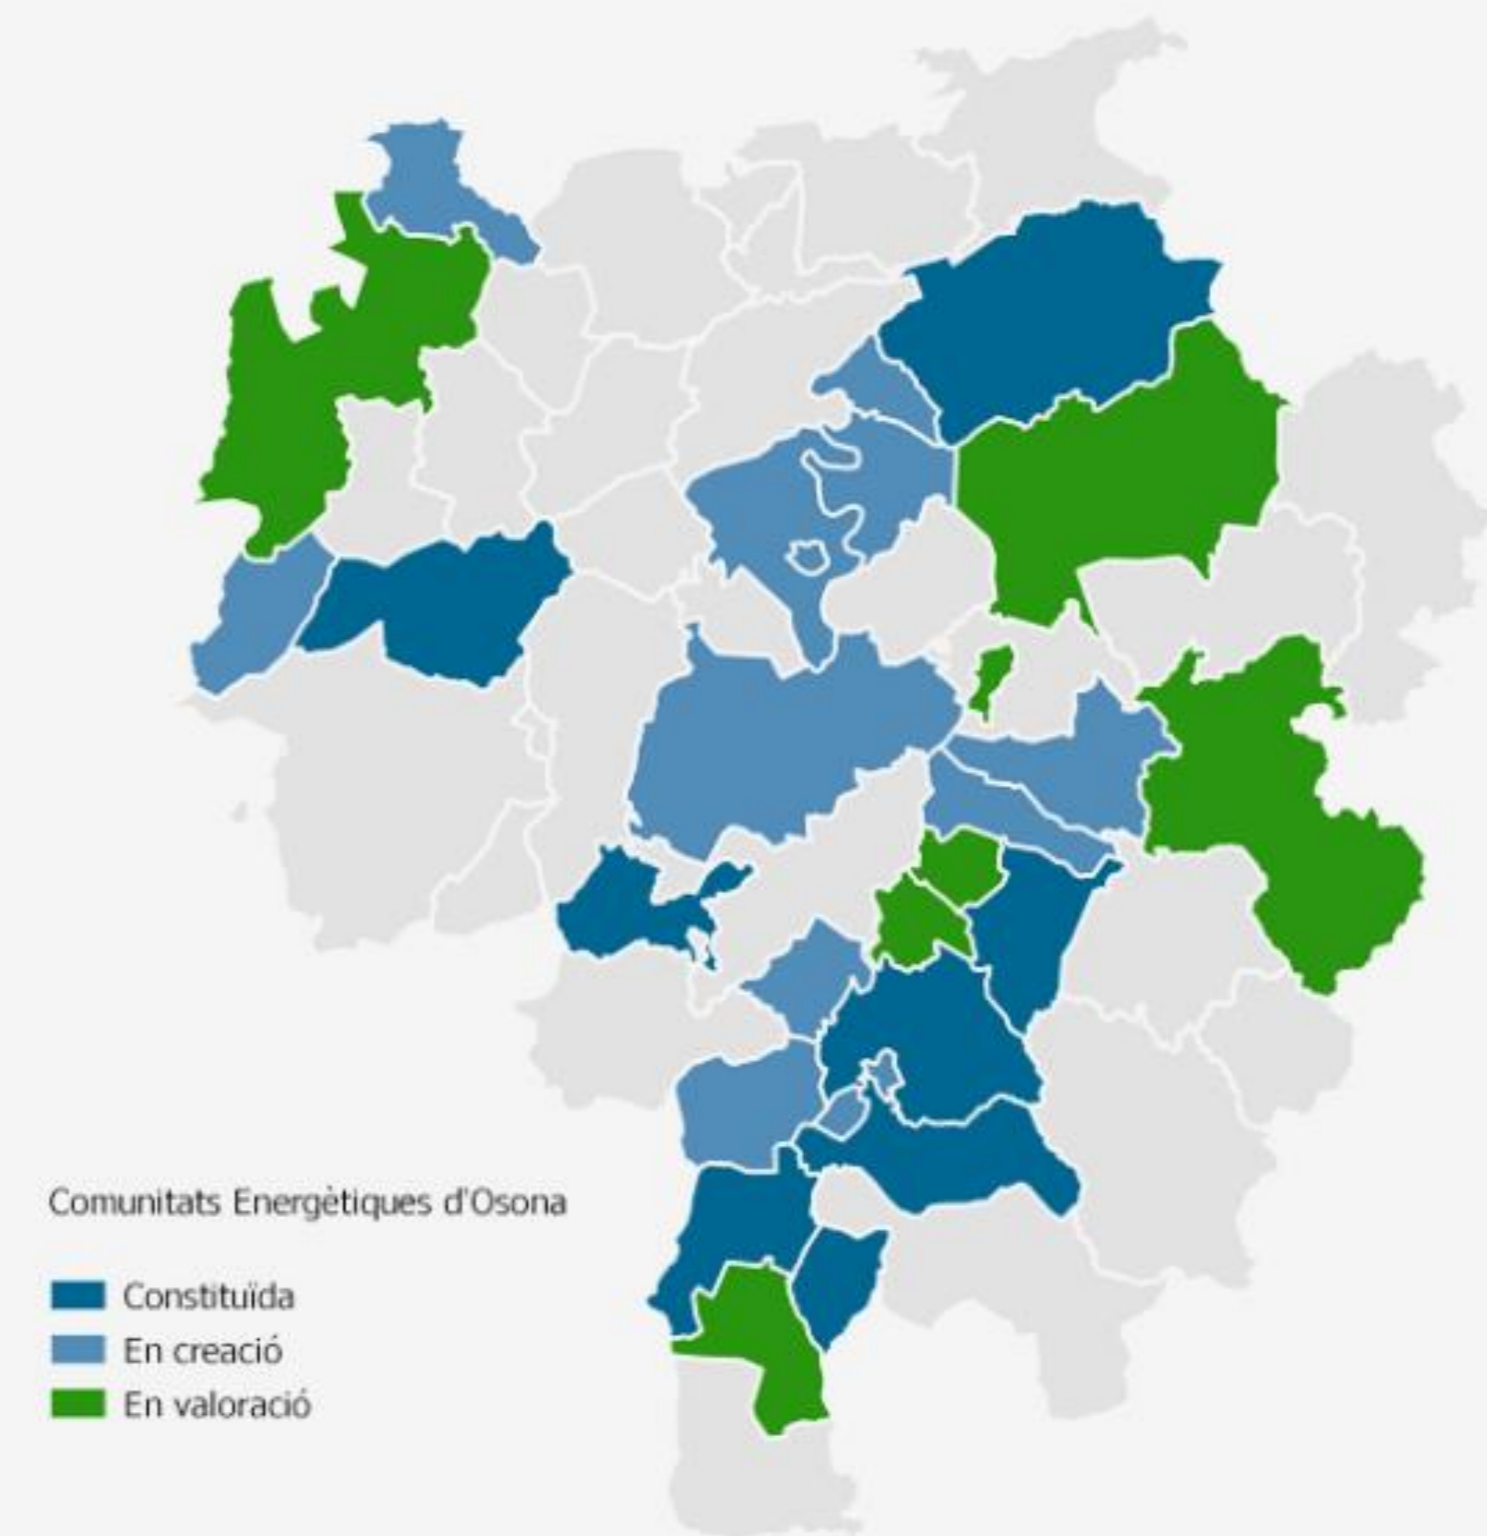 Comunitats Energètiques d'Osona
Constituïda
En creació
En valoració